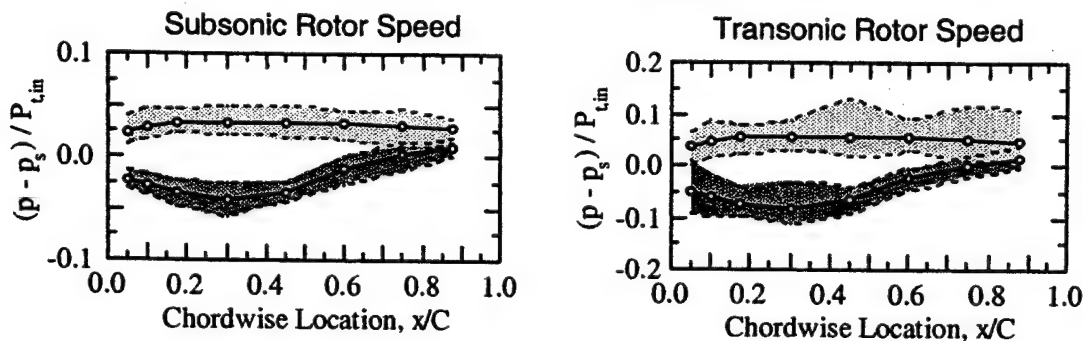 Subsonic Rotor Speed
(p - p_s) / P_t,in
0.1
0.0
-0.1
0.0 0.2 0.4 0.6 0.8 1.0
Chordwise Location, x/C
Transonic Rotor Speed
(p - p_s) / P_t,in
0.2
0.1
0.0
-0.1
-0.2
0.0 0.2 0.4 0.6 0.8 1.0
Chordwise Location, x/C